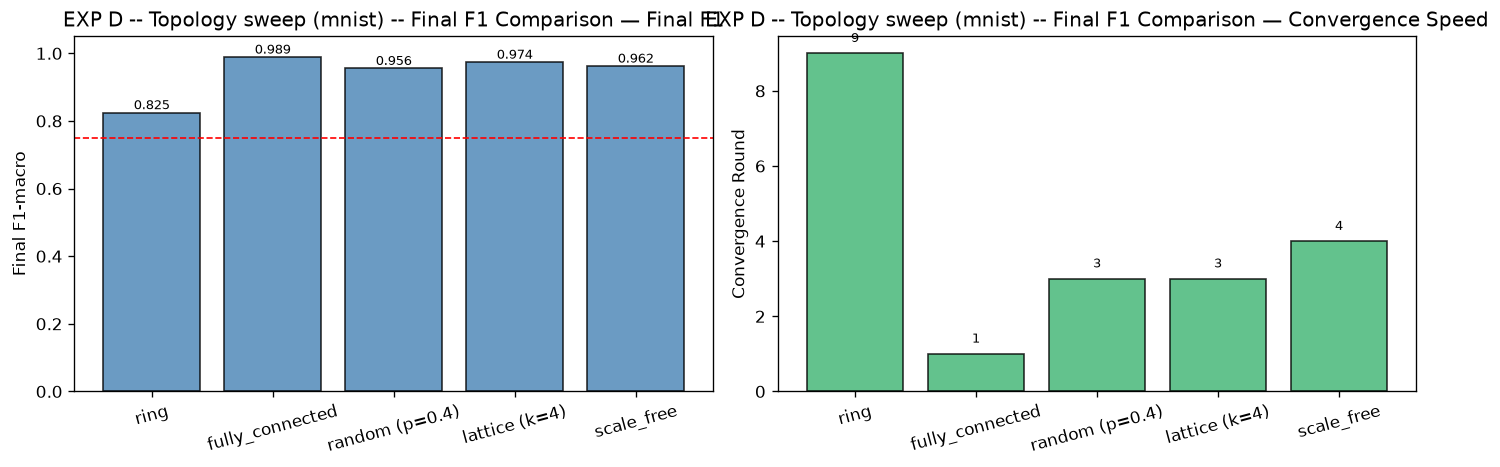 EXP D -- Topology sweep (mnist) -- Final F1 Comparison — Final F1
EXP D -- Topology sweep (mnist) -- Final F1 Comparison — Convergence Speed
Final F1-macro
1.0
0.8
0.6
0.4
0.2
0.0
0.825
0.989
0.956
0.974
0.962
ring
fully_connected
random (p=0.4)
lattice (k=4)
scale_free
Convergence Round
8
6
4
2
0
9
1
3
3
4
ring
fully_connected
random (p=0.4)
lattice (k=4)
scale_free